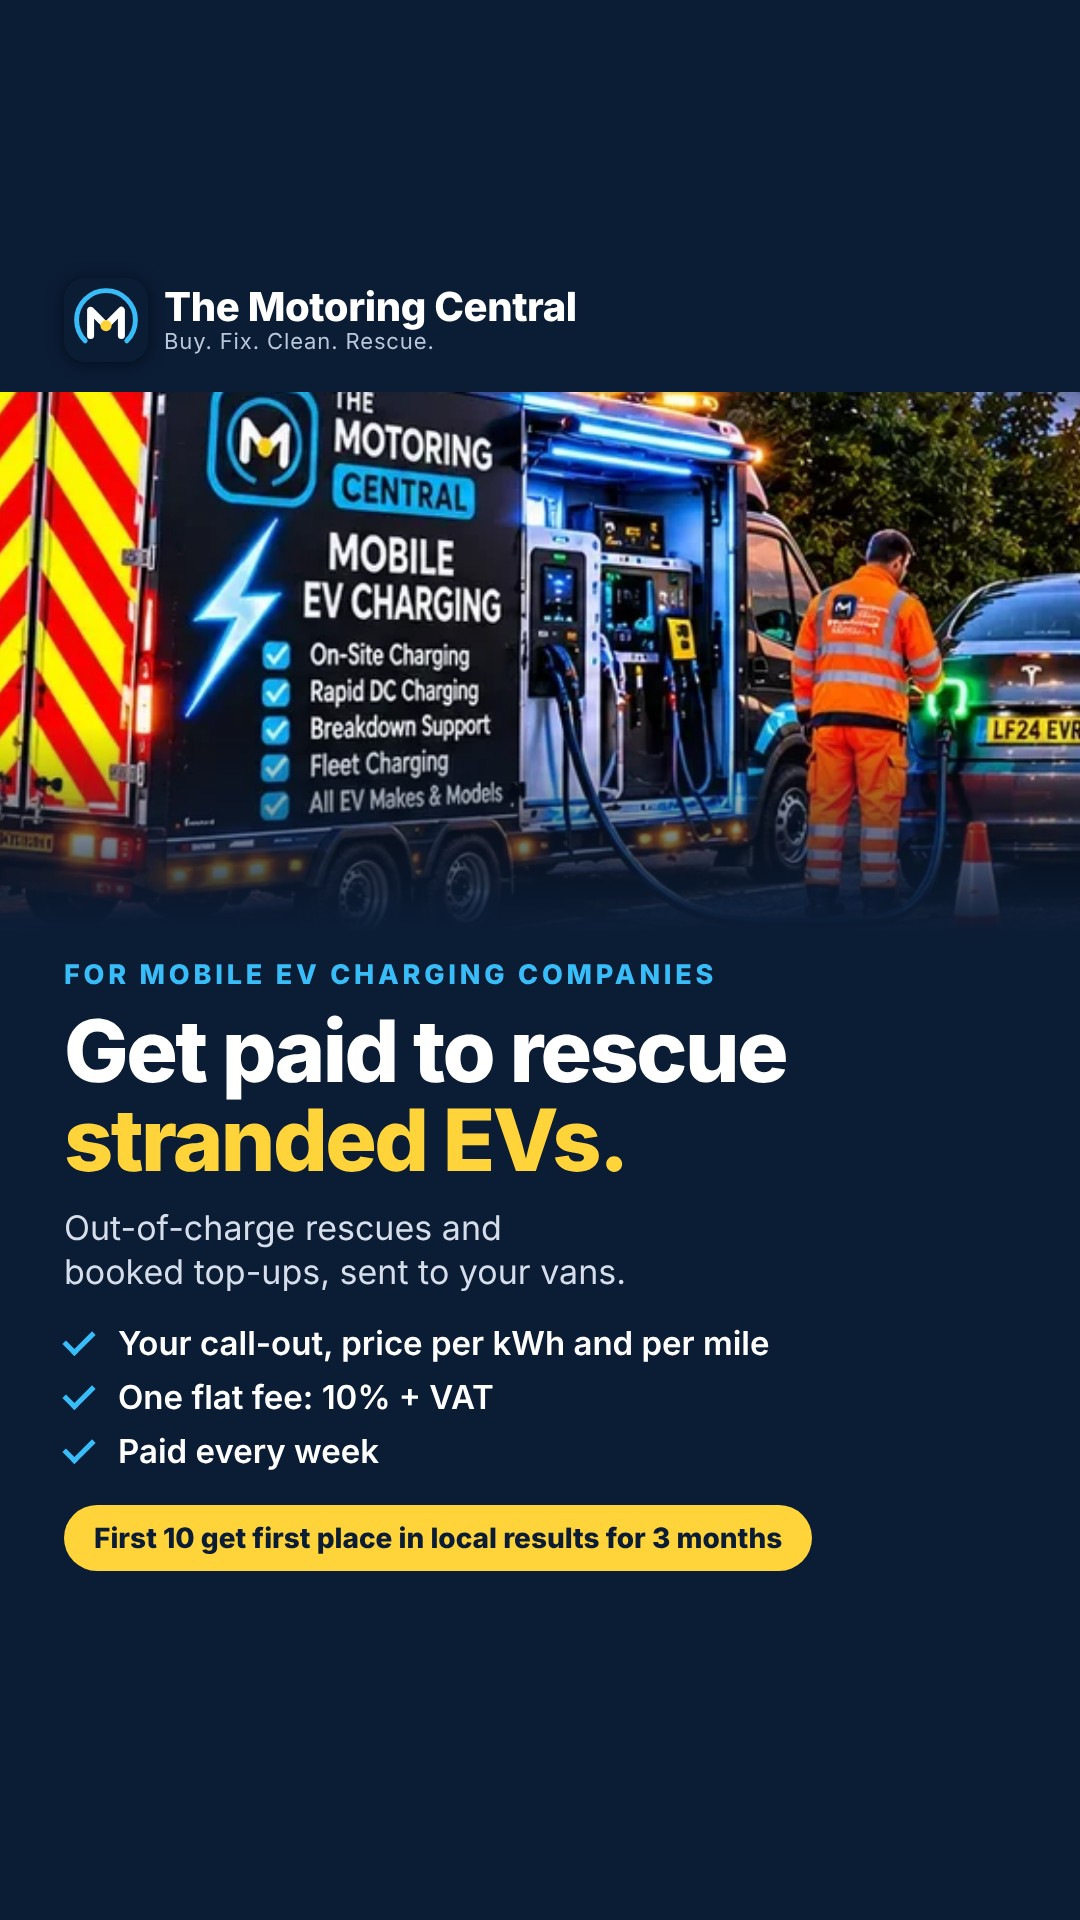 The Motoring Central
Buy. Fix. Clean. Rescue.
THE
MOTORING
CENTRAL
MOBILE
EV CHARGING
On-Site Charging
Rapid DC Charging
Breakdown Support
Fleet Charging
All EV Makes & Models
LF24 EVR
FOR MOBILE EV CHARGING COMPANIES
Get paid to rescue
stranded EVs.
Out-of-charge rescues and
booked top-ups, sent to your vans.
Your call-out, price per kWh and per mile
One flat fee: 10% + VAT
Paid every week
First 10 get first place in local results for 3 months